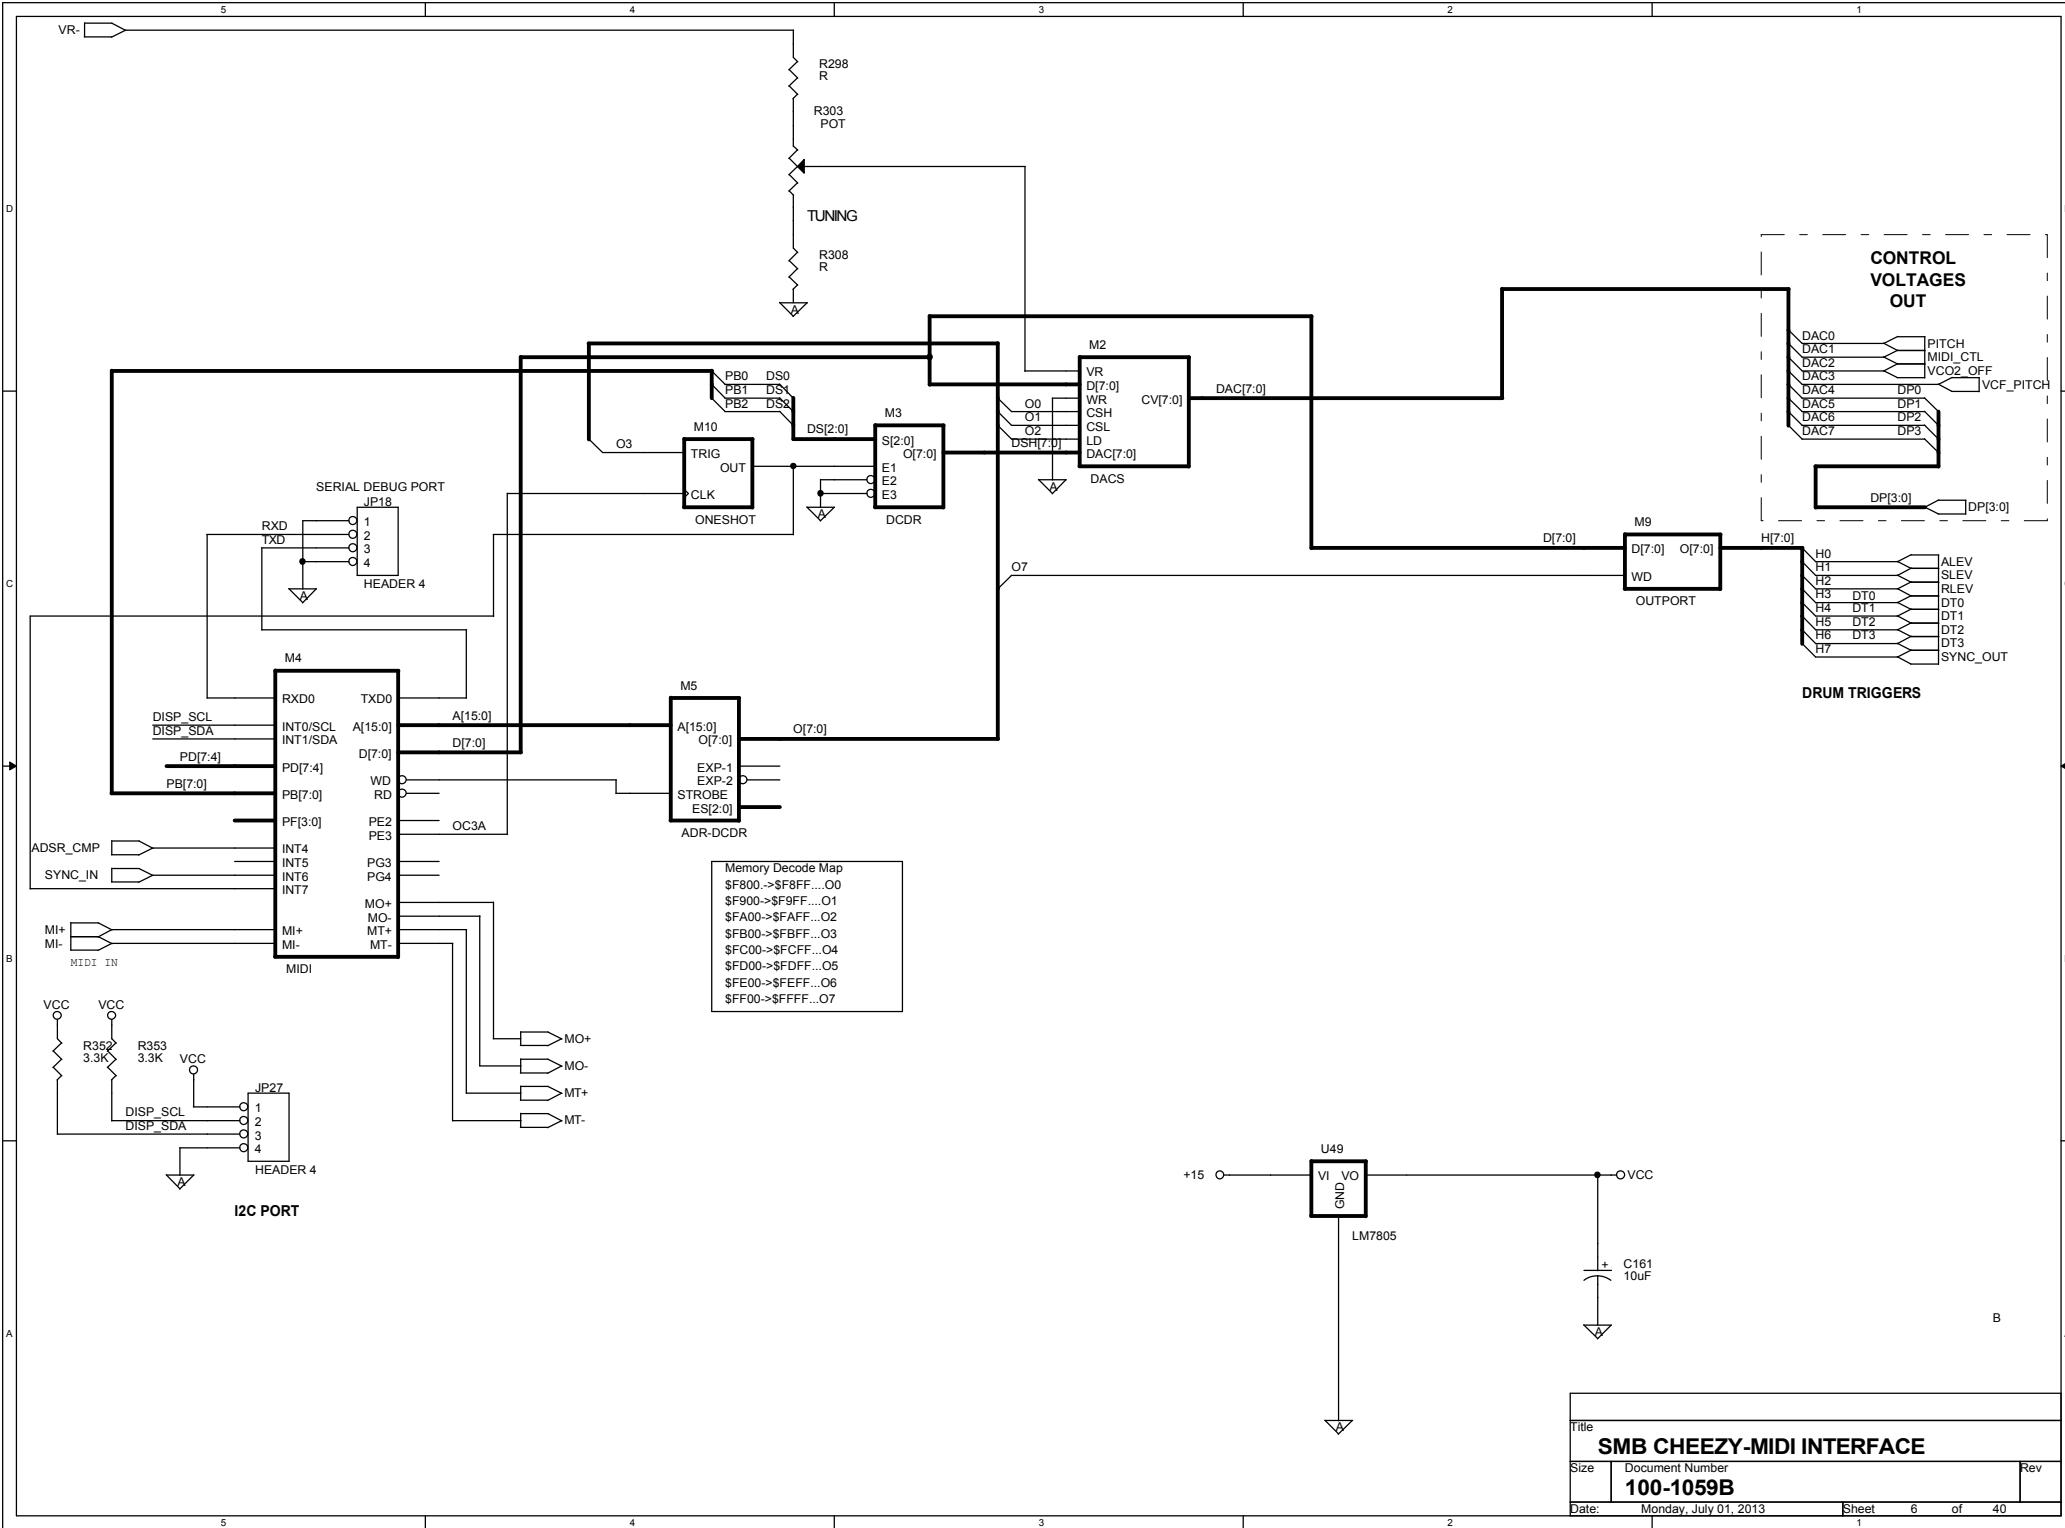 5 4 3 2 1
VR-
R298
R
R303
POT
D
TUNING
R308
R
A
CONTROL
VOLTAGES
OUT
DAC0 PITCH
DAC1 MIDI_CTL
DAC2 VCO2_OFF
DAC3 VCF_PITCH
DAC4 DP0
DAC5 DP1
DAC6 DP2
DAC7 DP3
DP[3:0] DP[3:0]
M2
VR
D[7:0]
WR
CSH
CSL
LD
DAC[7:0]
CV[7:0]
DACS
DAC[7:0]
O0
O1
O2
DSH[7:0]
A
PB0 DS0
PB1 DS1
PB2 DS2
DS[2:0]
M3
S[2:0]
O[7:0]
E1
E2
E3
DCDR
A
M10
O3
TRIG
OUT
CLK
ONESHOT
SERIAL DEBUG PORT
JP18
RXD
TXD
1
2
3
4
HEADER 4
A
C
D[7:0]
M9
D[7:0] O[7:0]
WD
OUTPORT
O7
H[7:0]
H0 ALEV
H1 SLEV
H2 RLEV
H3 DT0 DT0
H4 DT1 DT1
H5 DT2 DT2
H6 DT3 DT3
H7 SYNC_OUT
DRUM TRIGGERS
M4
RXD0 TXD0
DISP_SCL
DISP_SDA
INT0/SCL A[15:0]
INT1/SDA
D[7:0]
PD[7:4] PD[7:4]
WD
PB[7:0] PB[7:0]
RD
PF[3:0] PE2
PE3
ADSR_CMP INT4
INT5 PG3
SYNC_IN INT6 PG4
INT7
MO+
MO-
MI+ MI+ MT+
MI- MI- MT-
MIDI IN
MIDI
A[15:0]
D[7:0]
OC3A
M5
A[15:0]
O[7:0]
EXP-1
EXP-2
STROBE
ES[2:0]
ADR-DCDR
O[7:0]
Memory Decode Map
$F800.->$F8FF....O0
$F900->$F9FF....O1
$FA00->$FAFF...O2
$FB00->$FBFF...O3
$FC00->$FCFF...O4
$FD00->$FDFF...O5
$FE00->$FEFF...O6
$FF00->$FFFF...O7
B
MO+
MO-
MT+
MT-
VCC VCC
R352
3.3K
R353
3.3K
VCC
JP27
DISP_SCL
DISP_SDA
1
2
3
4
HEADER 4
A
I2C PORT
U49
+15
VI VO
GND
LM7805
VCC
C161
10uF
+
A
A
A
B
Title
SMB CHEEZY-MIDI INTERFACE
Size Document Number Rev
100-1059B
Date: Monday, July 01, 2013 Sheet 6 of 40
5 4 3 2 1